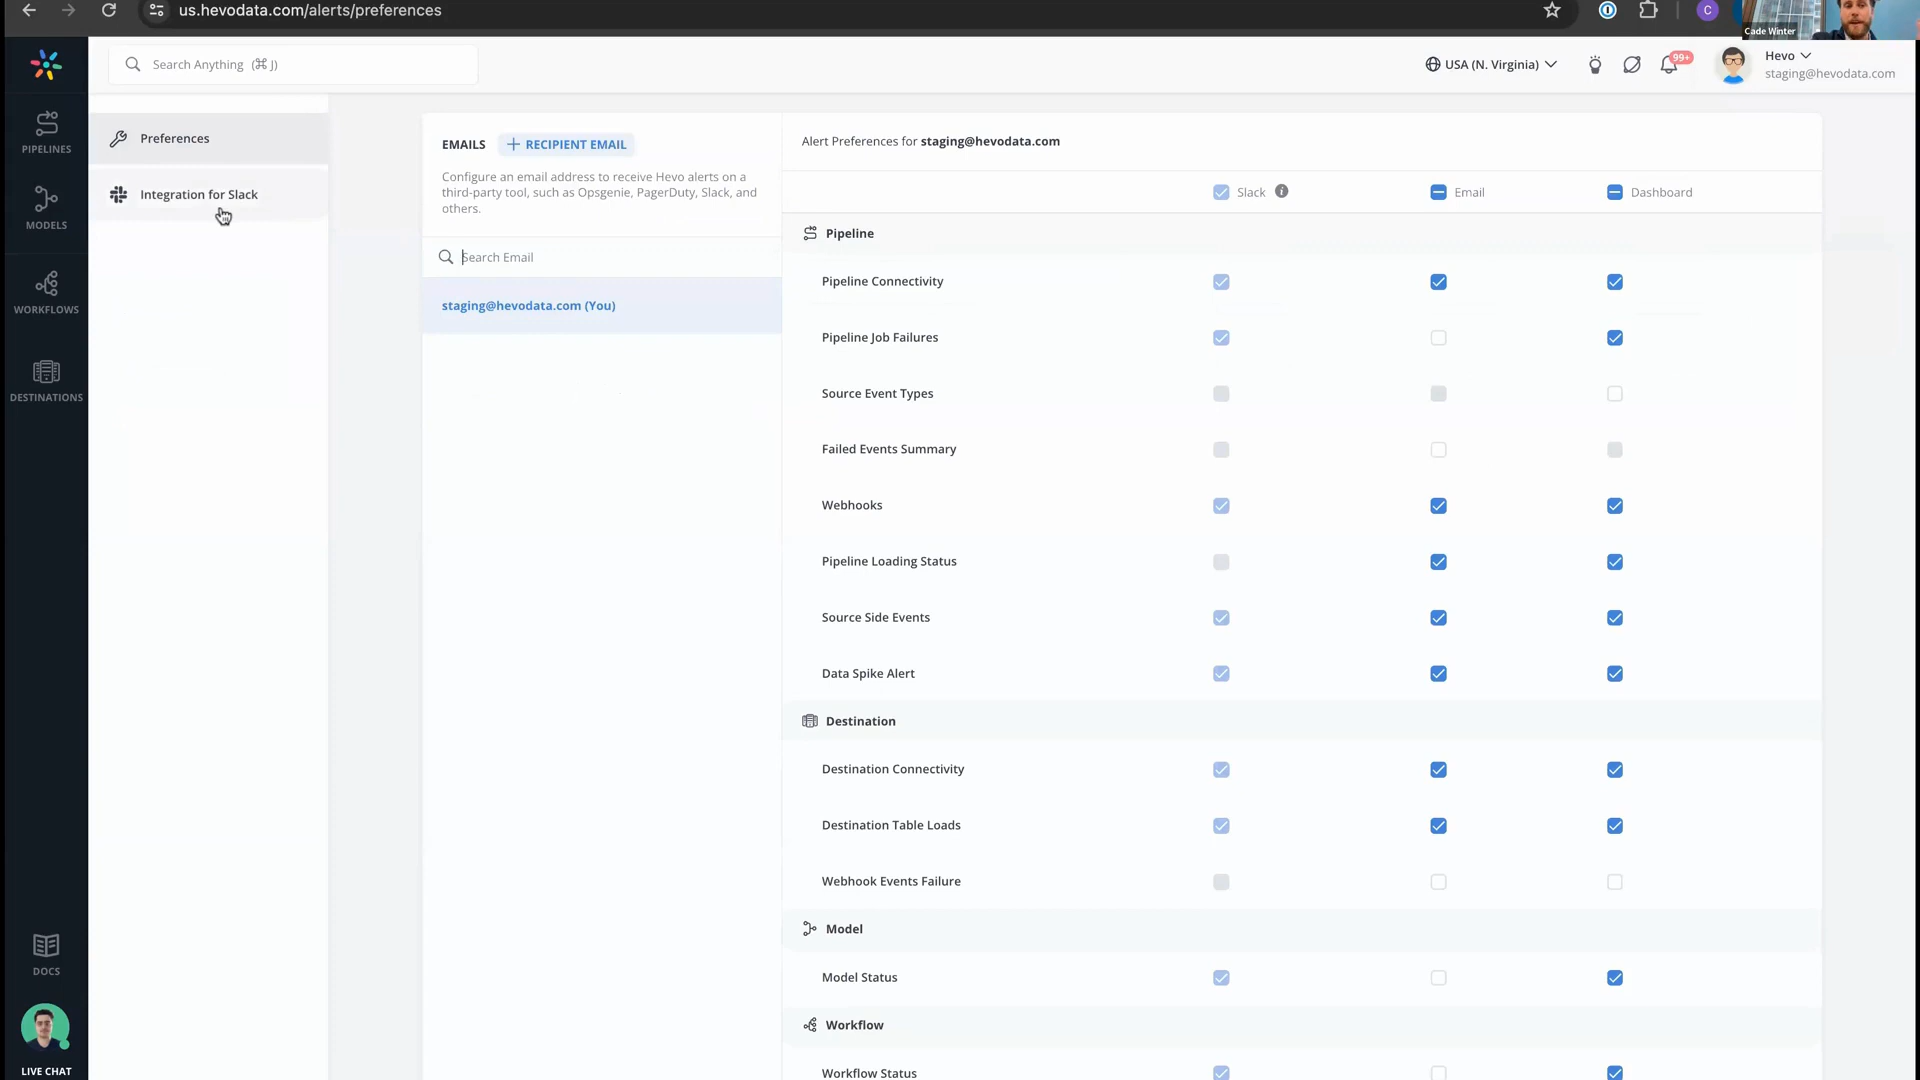 us.hevodata.com/alerts/preferences
C
Cade Winter
Search Anything (⌘ J)
USA (N. Virginia)
99+
Hevo
staging@hevodata.com
PIPELINES
MODELS
WORKFLOWS
DESTINATIONS
DOCS
LIVE CHAT
Preferences
Integration for Slack
EMAILS
+ RECIPIENT EMAIL
Configure an email address to receive Hevo alerts on a
third-party tool, such as Opsgenie, PagerDuty, Slack, and
others.
Search Email
staging@hevodata.com (You)
Alert Preferences for staging@hevodata.com
Slack
Email
Dashboard
Pipeline
Pipeline Connectivity
Pipeline Job Failures
Source Event Types
Failed Events Summary
Webhooks
Pipeline Loading Status
Source Side Events
Data Spike Alert
Destination
Destination Connectivity
Destination Table Loads
Webhook Events Failure
Model
Model Status
Workflow
Workflow Status